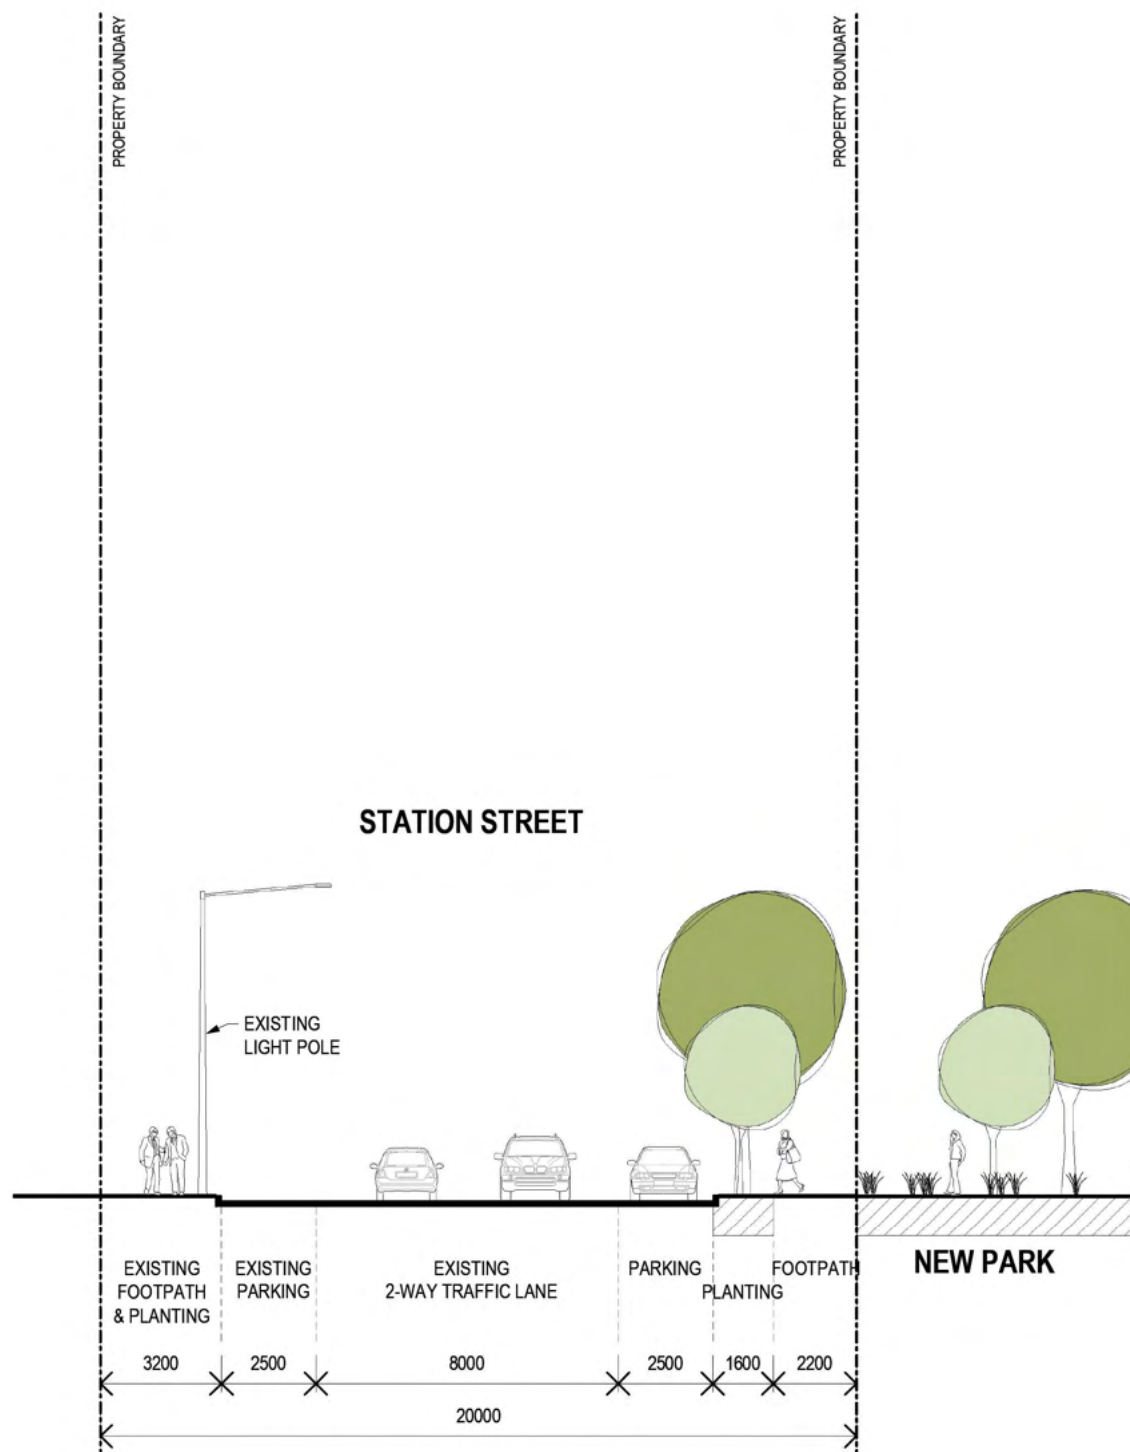 PROPERTY BOUNDARY
PROPERTY BOUNDARY
STATION STREET
EXISTING
LIGHT POLE
EXISTING
FOOTPATH
& PLANTING
EXISTING
PARKING
EXISTING
2-WAY TRAFFIC LANE
PARKING
PLANTING
FOOTPATH
NEW PARK
3200
2500
8000
2500
1600
2200
20000